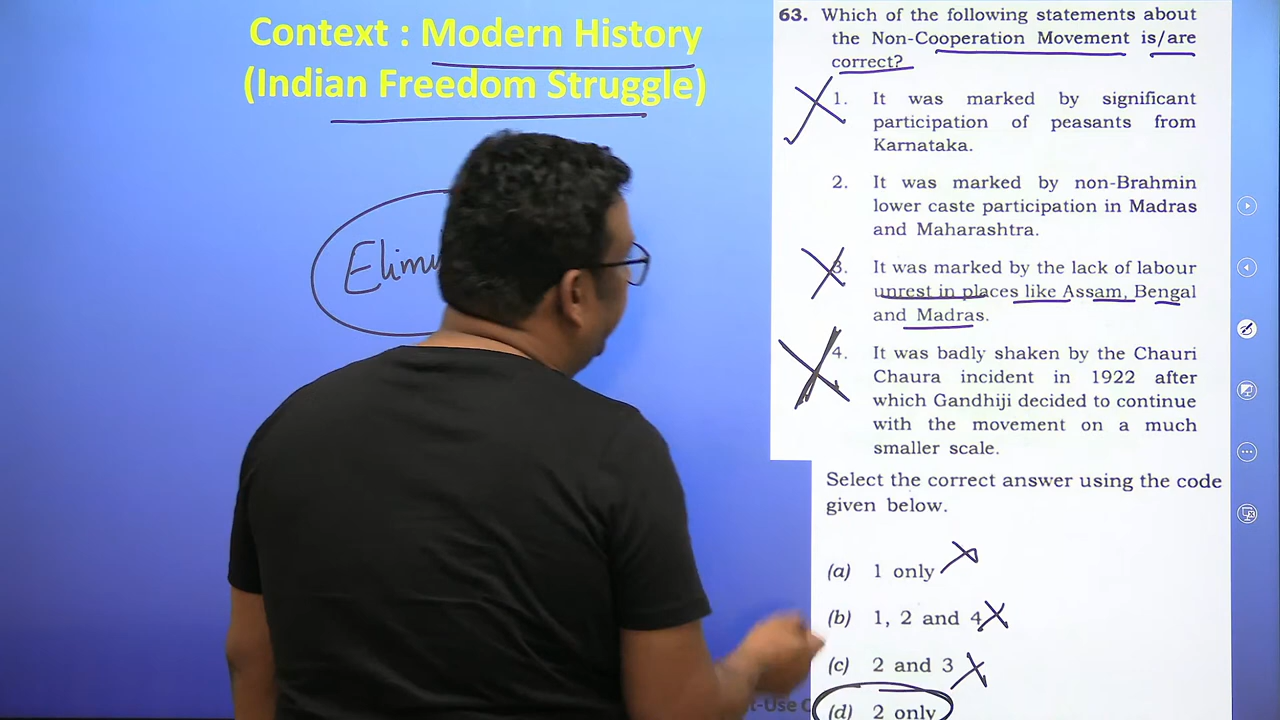 Context : Modern History
(Indian Freedom Struggle)
63. Which of the following statements about
the Non-Cooperation Movement is/are
correct?
1. It was marked by significant
participation of peasants from
Karnataka.
2. It was marked by non-Brahmin
lower caste participation in Madras
and Maharashtra.
3. It was marked by the lack of labour
unrest in places like Assam, Bengal
and Madras.
4. It was badly shaken by the Chauri
Chaura incident in 1922 after
which Gandhiji decided to continue
with the movement on a much
smaller scale.
Select the correct answer using the code
given below.
(a) 1 only
(b) 1, 2 and 4
(c) 2 and 3
(d) 2 only